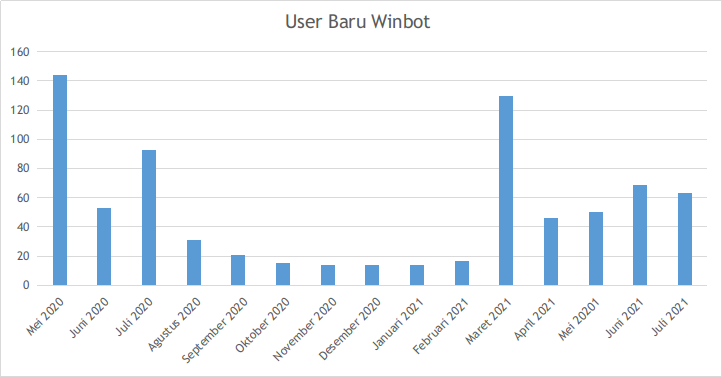 User Baru Winbot
160
140
120
100
80
60
40
20
0
Mei 2020
Juni 2020
Juli 2020
Agustus 2020
September 2020
Oktober 2020
November 2020
Desember 2020
Januari 2021
Februari 2021
Maret 2021
April 2021
Mei 20201
Juni 2021
Juli 2021